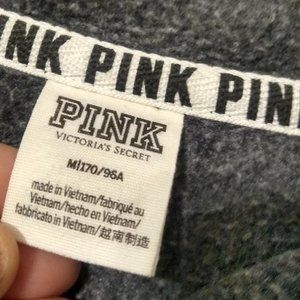 INK PINK PINK PIN
PINK
VICTORIA'S SECRET
M/170/96A
made in Vietnam/fabriqué au
Vietnam/hecho en Vietnam/
fabbricato in Vietnam/越南制造